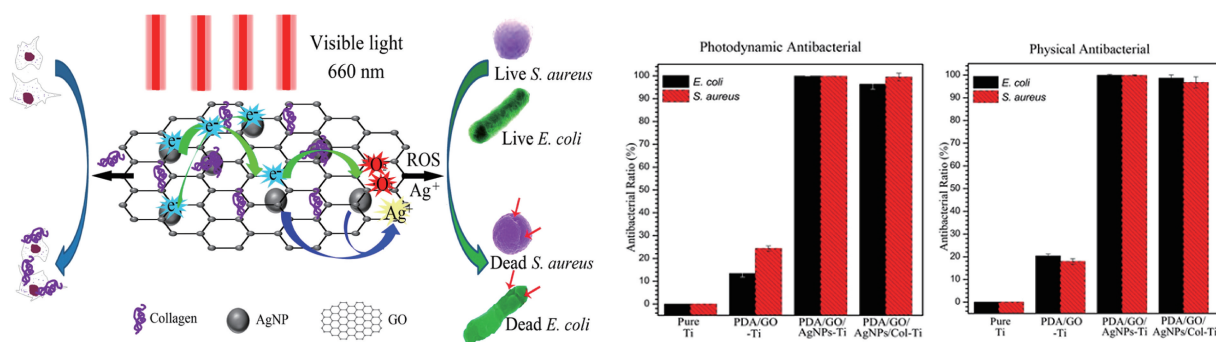 Visible light
660 nm
Live S. aureus
Live E. coli
e-
e-
e-
e-
e-
O
O
Ag+
ROS
Ag+
Dead S. aureus
Dead E. coli
Collagen
AgNP
GO
Photodynamic Antibacterial
E. coli
S. aureus
Antibacterial Ratio (%)
100
90
80
70
60
50
40
30
20
10
0
Pure
Ti
PDA/GO
-Ti
PDA/GO/
AgNPs-Ti
PDA/GO/
AgNPs/Col-Ti
Physical Antibacterial
E. coli
S. aureus
Antibacterial Ratio (%)
100
90
80
70
60
50
40
30
20
10
0
Pure
Ti
PDA/GO
-Ti
PDA/GO/
AgNPs-Ti
PDA/GO/
AgNPs/Col-Ti